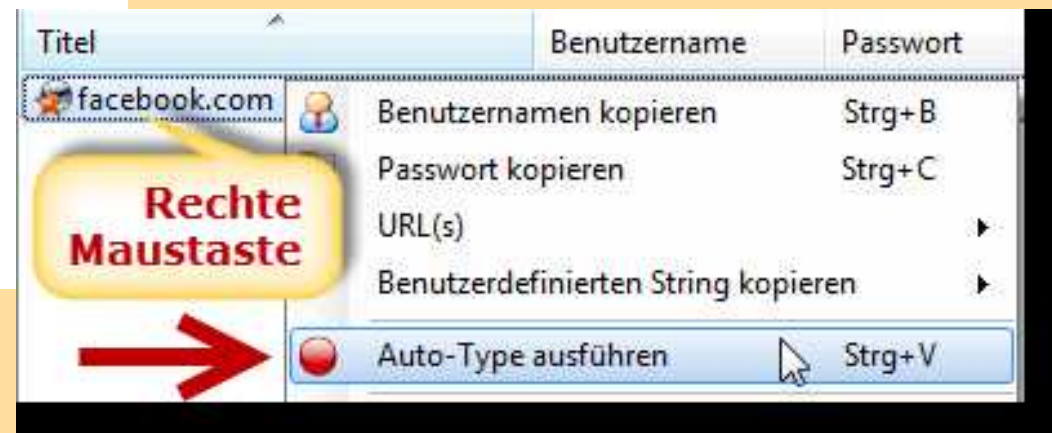 Titel Benutzername Passwort
facebook.com
Benutzernamen kopieren Strg+B
Passwort kopieren Strg+C
Rechte
Maustaste
URL(s)
Benutzerdefinierten String kopieren
Auto-Type ausführen Strg+V